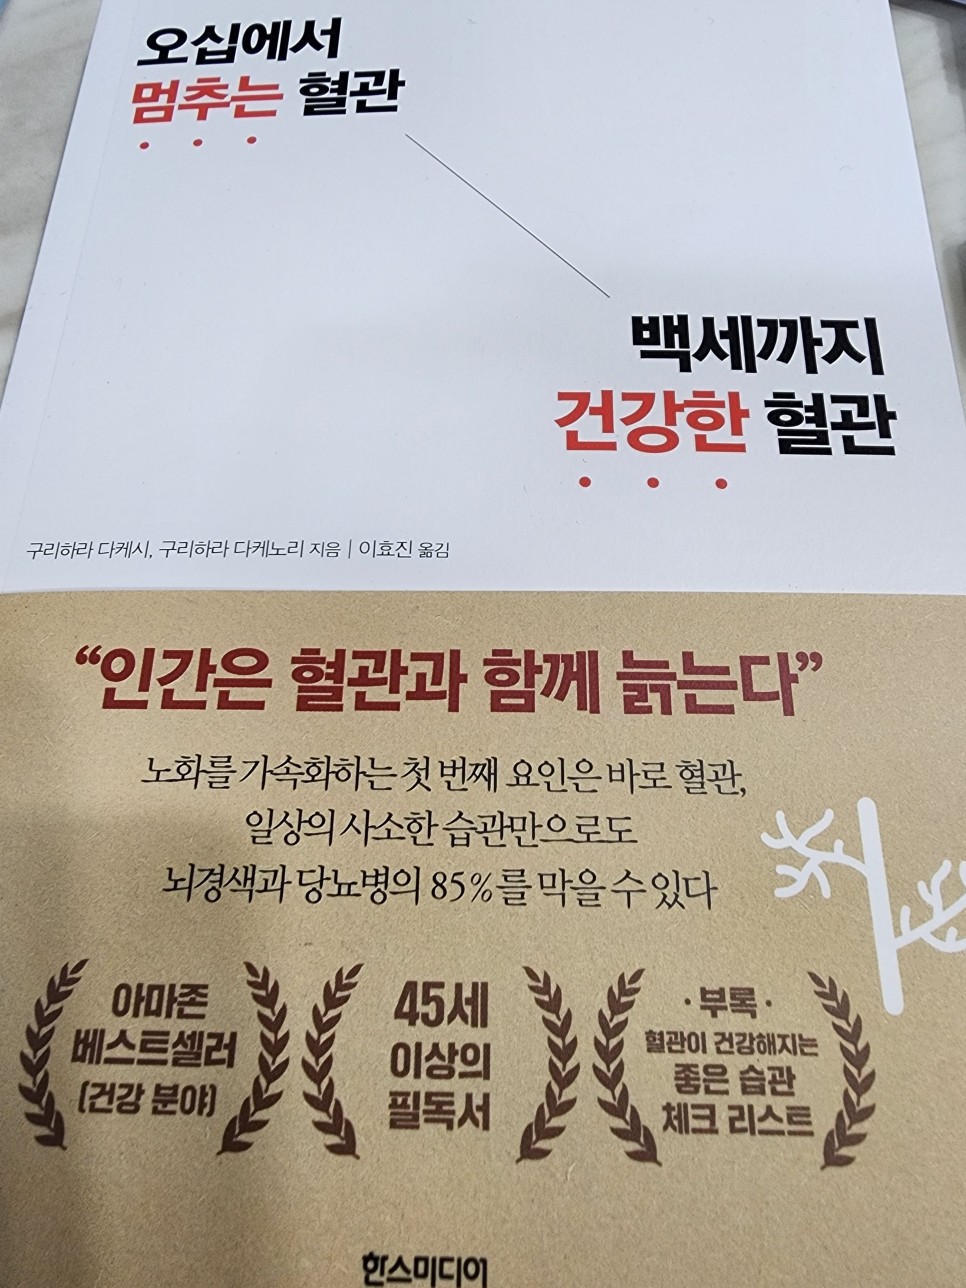 오십에서
멈추는 혈관
백세까지
건강한 혈관
구리하라 다케시, 구리하라 다케노리 지음 | 이효진 옮김
“인간은 혈관과 함께 늙는다”
노화를 가속화하는 첫 번째 요인은 바로 혈관,
일상의 사소한 습관만으로도
뇌경색과 당뇨병의 85%를 막을 수 있다
아마존
베스트셀러
(건강 분야)
45세
이상의
필독서
· 부록 ·
혈관이 건강해지는
좋은 습관
체크 리스트
한스미디어